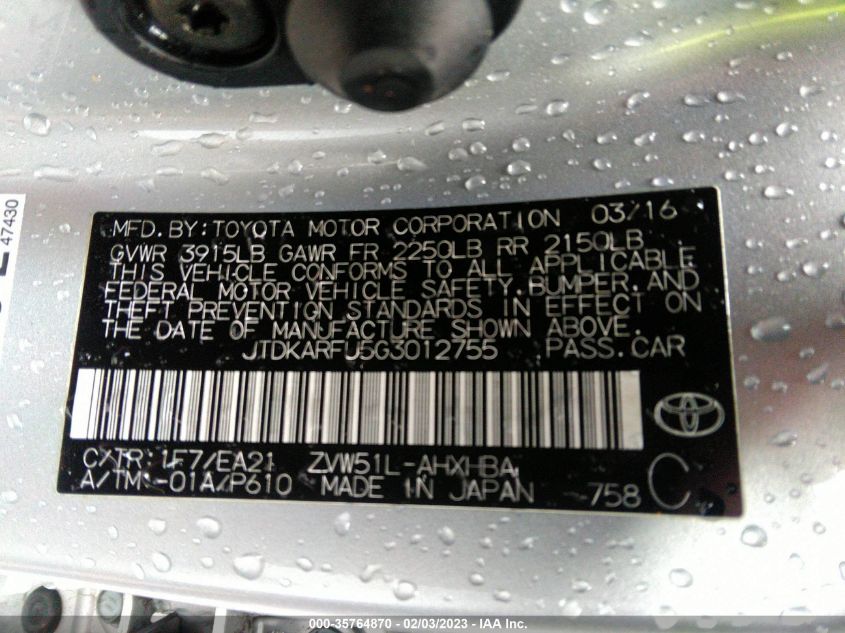 47430
MFD. BY: TOYOTA MOTOR CORPORATION 03/16
GVWR 3915LB GAWR FR 2250LB RR 2150LB
THIS VEHICLE CONFORMS TO ALL APPLICABLE
FEDERAL MOTOR VEHICLE SAFETY, BUMPER, AND
THEFT PREVENTION STANDARDS IN EFFECT ON
THE DATE OF MANUFACTURE SHOWN ABOVE.
JTDKARFU5G3012755 PASS.CAR
C/TR: 1F7/EA21 ZVW51L-AHXHBA
A/TM: -01A/P610 MADE IN JAPAN 758 C
000-35764870 - 02/03/2023 - IAA Inc.